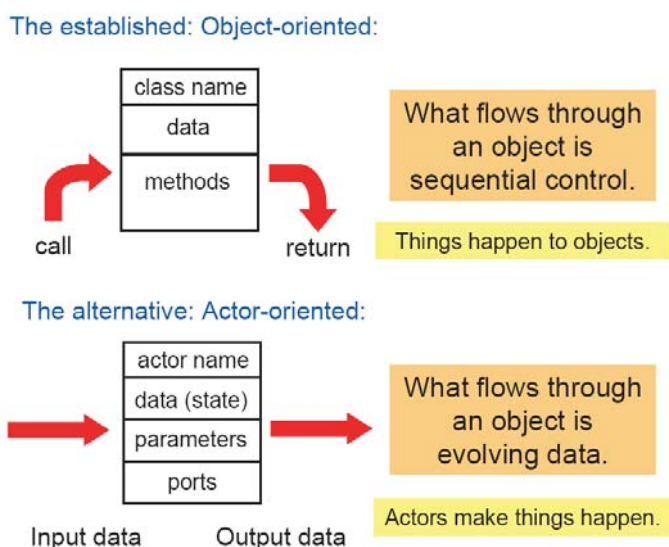 The established: Object-oriented:
class name
data
methods
call
return
What flows through
an object is
sequential control.
Things happen to objects.
The alternative: Actor-oriented:
actor name
data (state)
parameters
ports
Input data
Output data
What flows through
an object is
evolving data.
Actors make things happen.